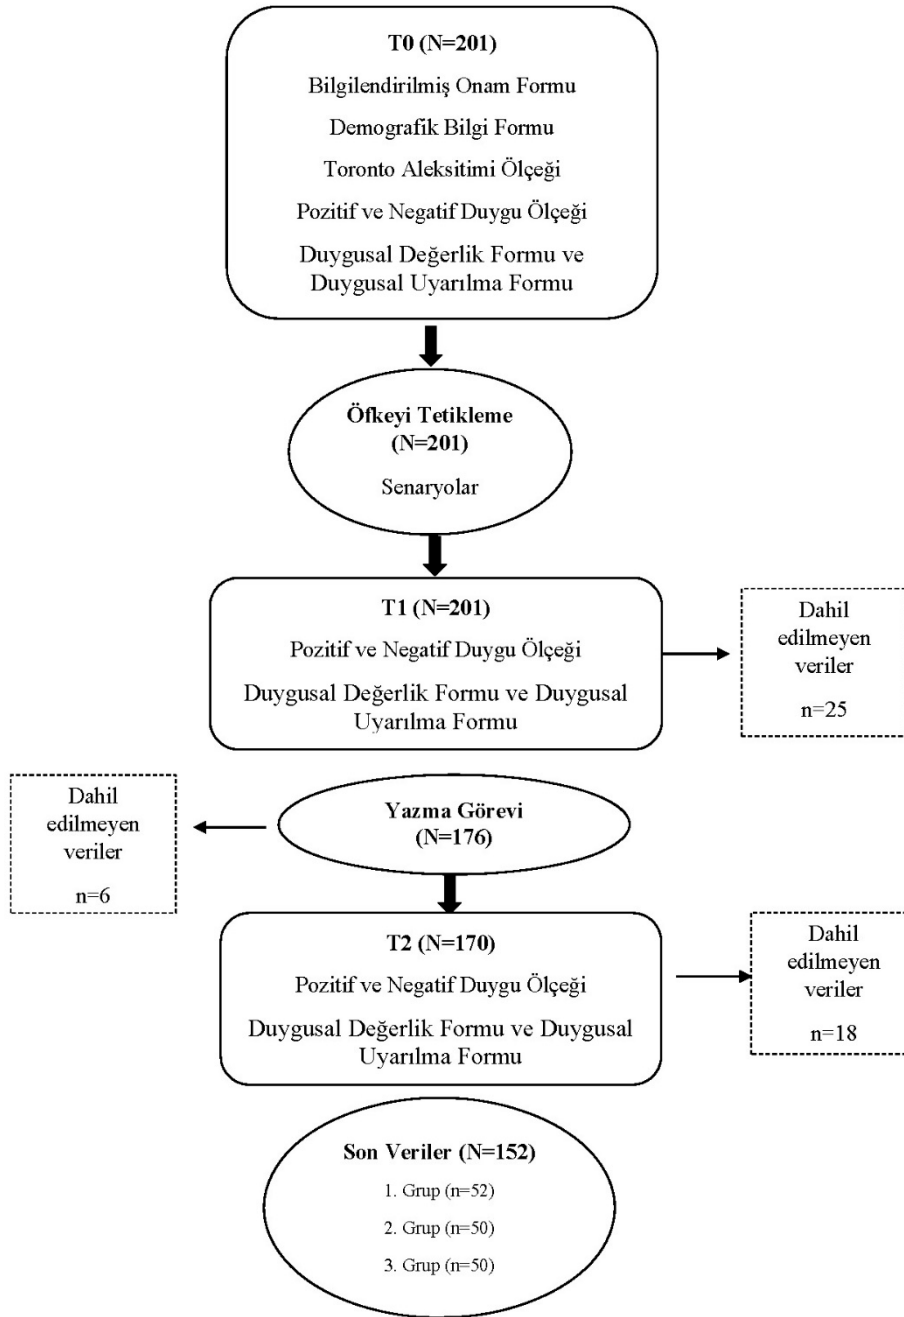 T0 (N=201)
Bilgilendirilmiş Onam Formu
Demografik Bilgi Formu
Toronto Aleksitimi Ölçeği
Pozitif ve Negatif Duygu Ölçeği
Duygusal Değerlik Formu ve
Duygusal Uyarılma Formu
Öfkeyi Tetikleme
(N=201)
Senaryolar
T1 (N=201)
Pozitif ve Negatif Duygu Ölçeği
Duygusal Değerlik Formu ve Duygusal
Uyarılma Formu
Dahil
edilmeyen
veriler
n=25
Yazma Görevi
(N=176)
Dahil
edilmeyen
veriler
n=6
T2 (N=170)
Pozitif ve Negatif Duygu Ölçeği
Duygusal Değerlik Formu ve Duygusal
Uyarılma Formu
Dahil
edilmeyen
veriler
n=18
Son Veriler (N=152)
1. Grup (n=52)
2. Grup (n=50)
3. Grup (n=50)